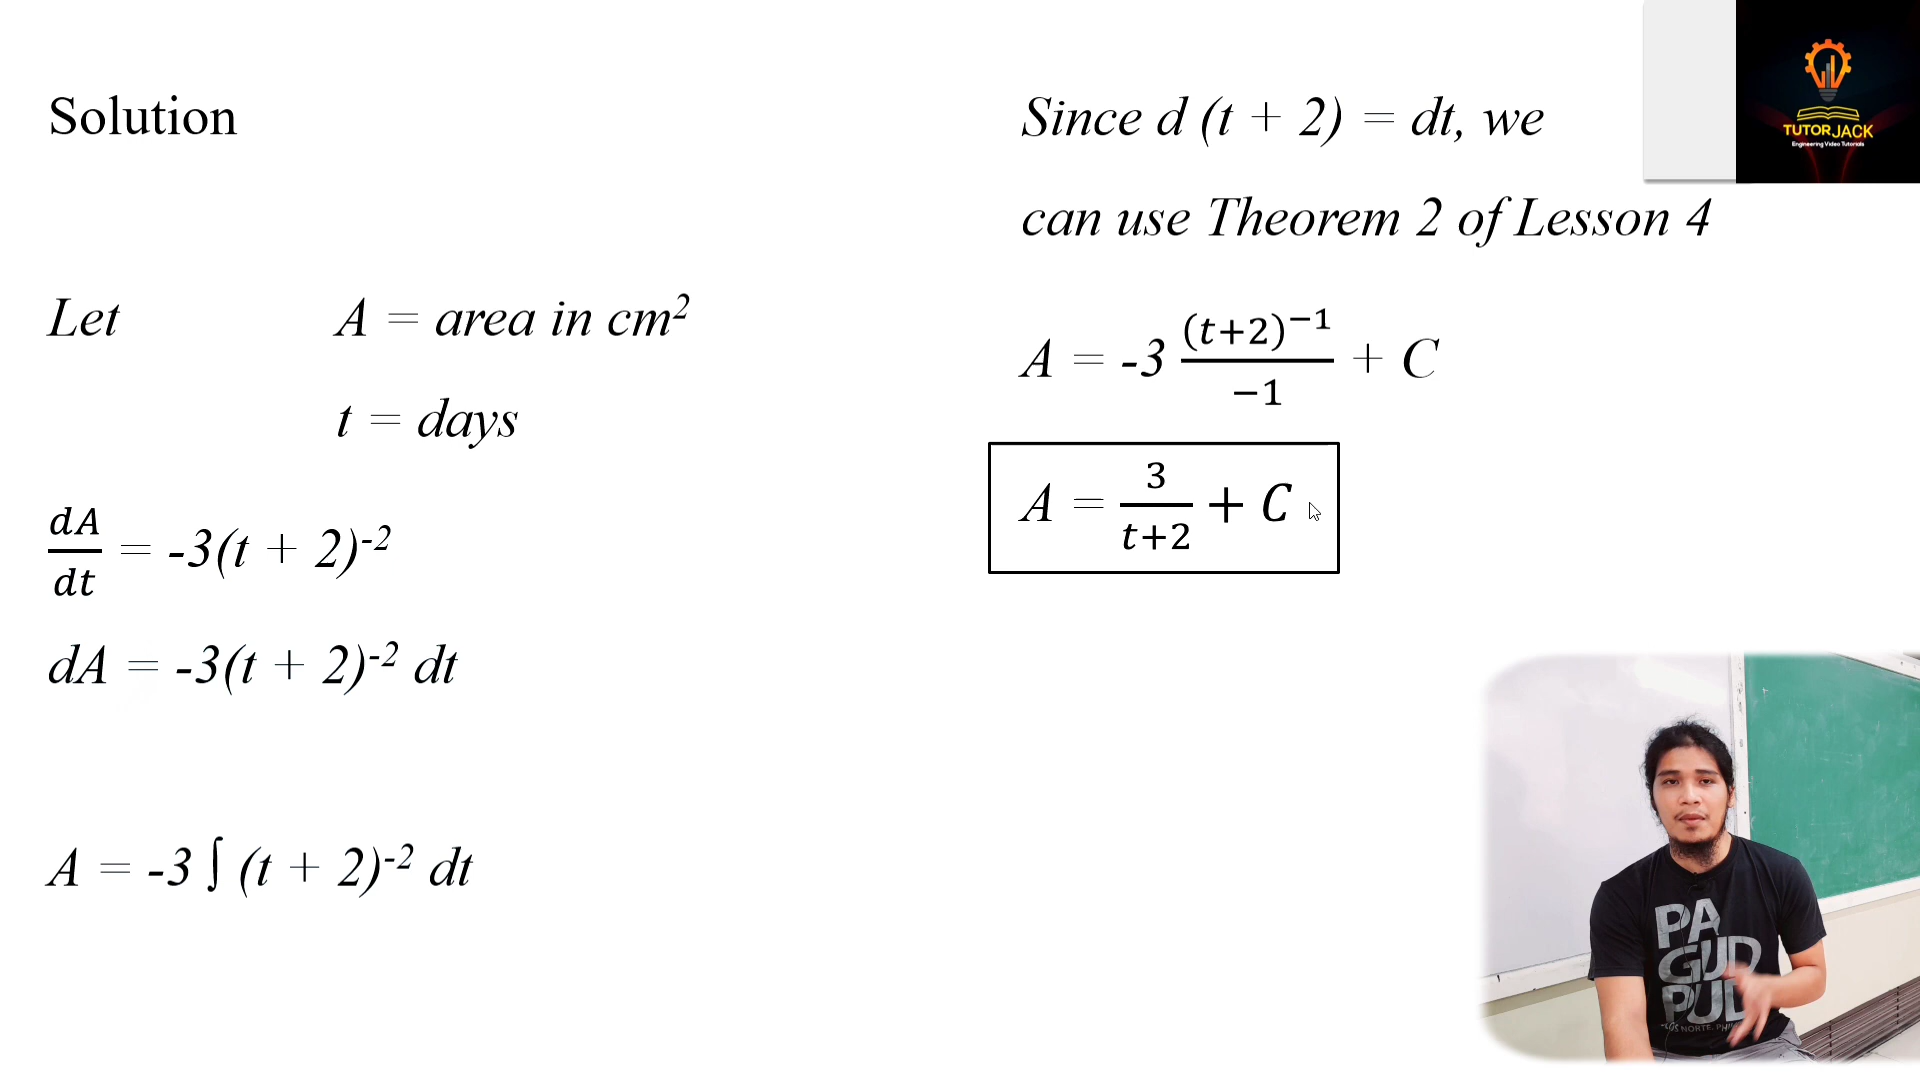 Solution
Let A = area in cm²
t = days
dA/dt = -3(t + 2)⁻²
dA = -3(t + 2)⁻² dt
A = -3 ∫ (t + 2)⁻² dt
Since d (t + 2) = dt, we
can use Theorem 2 of Lesson 4
A = -3 (t+2)⁻¹/−1 + C
A = 3/t+2 + C
TUTORJACK
Engineering Video Tutorials
PA
GUD
PUD